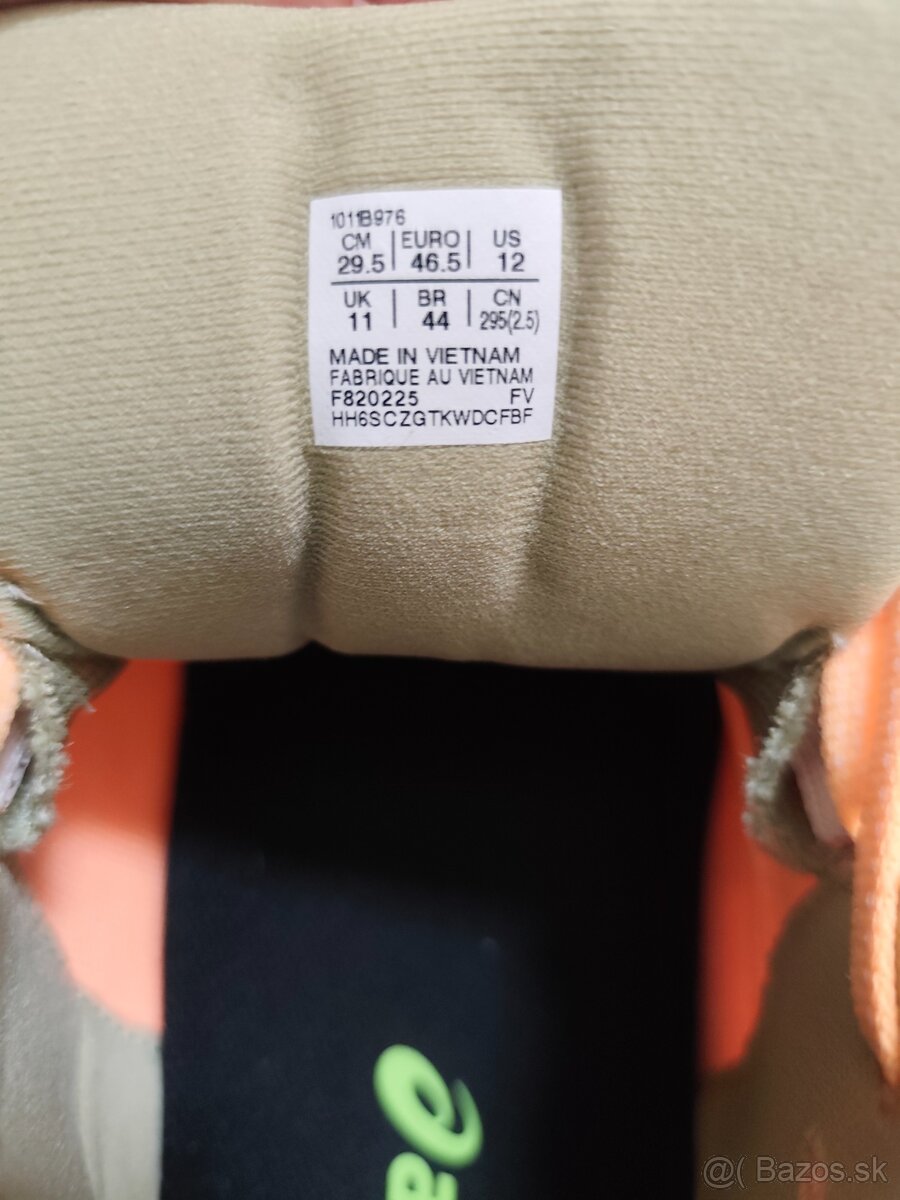 1011B976
CM | EURO | US
29.5 | 46.5 | 12
UK | BR | CN
11 | 44 | 295(2.5)
MADE IN VIETNAM
FABRIQUE AU VIETNAM
F820225 FV
HH6SCZGTKWDCFBF
a
@( Bazos.sk